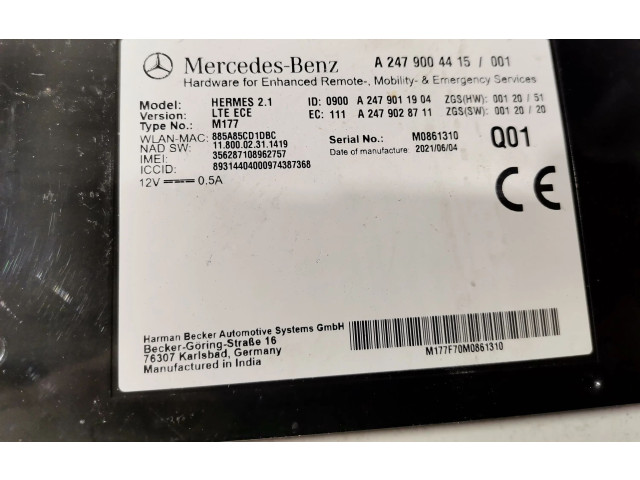 Mercedes-Benz A 247 900 44 15 / 001
Hardware for Enhanced Remote-, Mobility- & Emergency Services
Model: HERMES 2.1 ID: 0900 A 247 901 19 04 ZGS(HW): 001 20 / 51
Version: LTE ECE EC: 111 A 247 902 87 11 ZGS(SW): 001 20 / 20
Type No.: M177
WLAN-MAC: 885A85CD1DBC Serial No.: M0861310 Q01
NAD SW: 11.800.02.31.1419 Date of manufacture: 2021/06/04
IMEI: 356287108962757
ICCID: 89314404000974387368
12V 0.5A
CE
Harman Becker Automotive Systems GmbH
Becker-Göring-Straße 16
76307 Karlsbad, Germany
Manufactured in India
M177F70M0861310